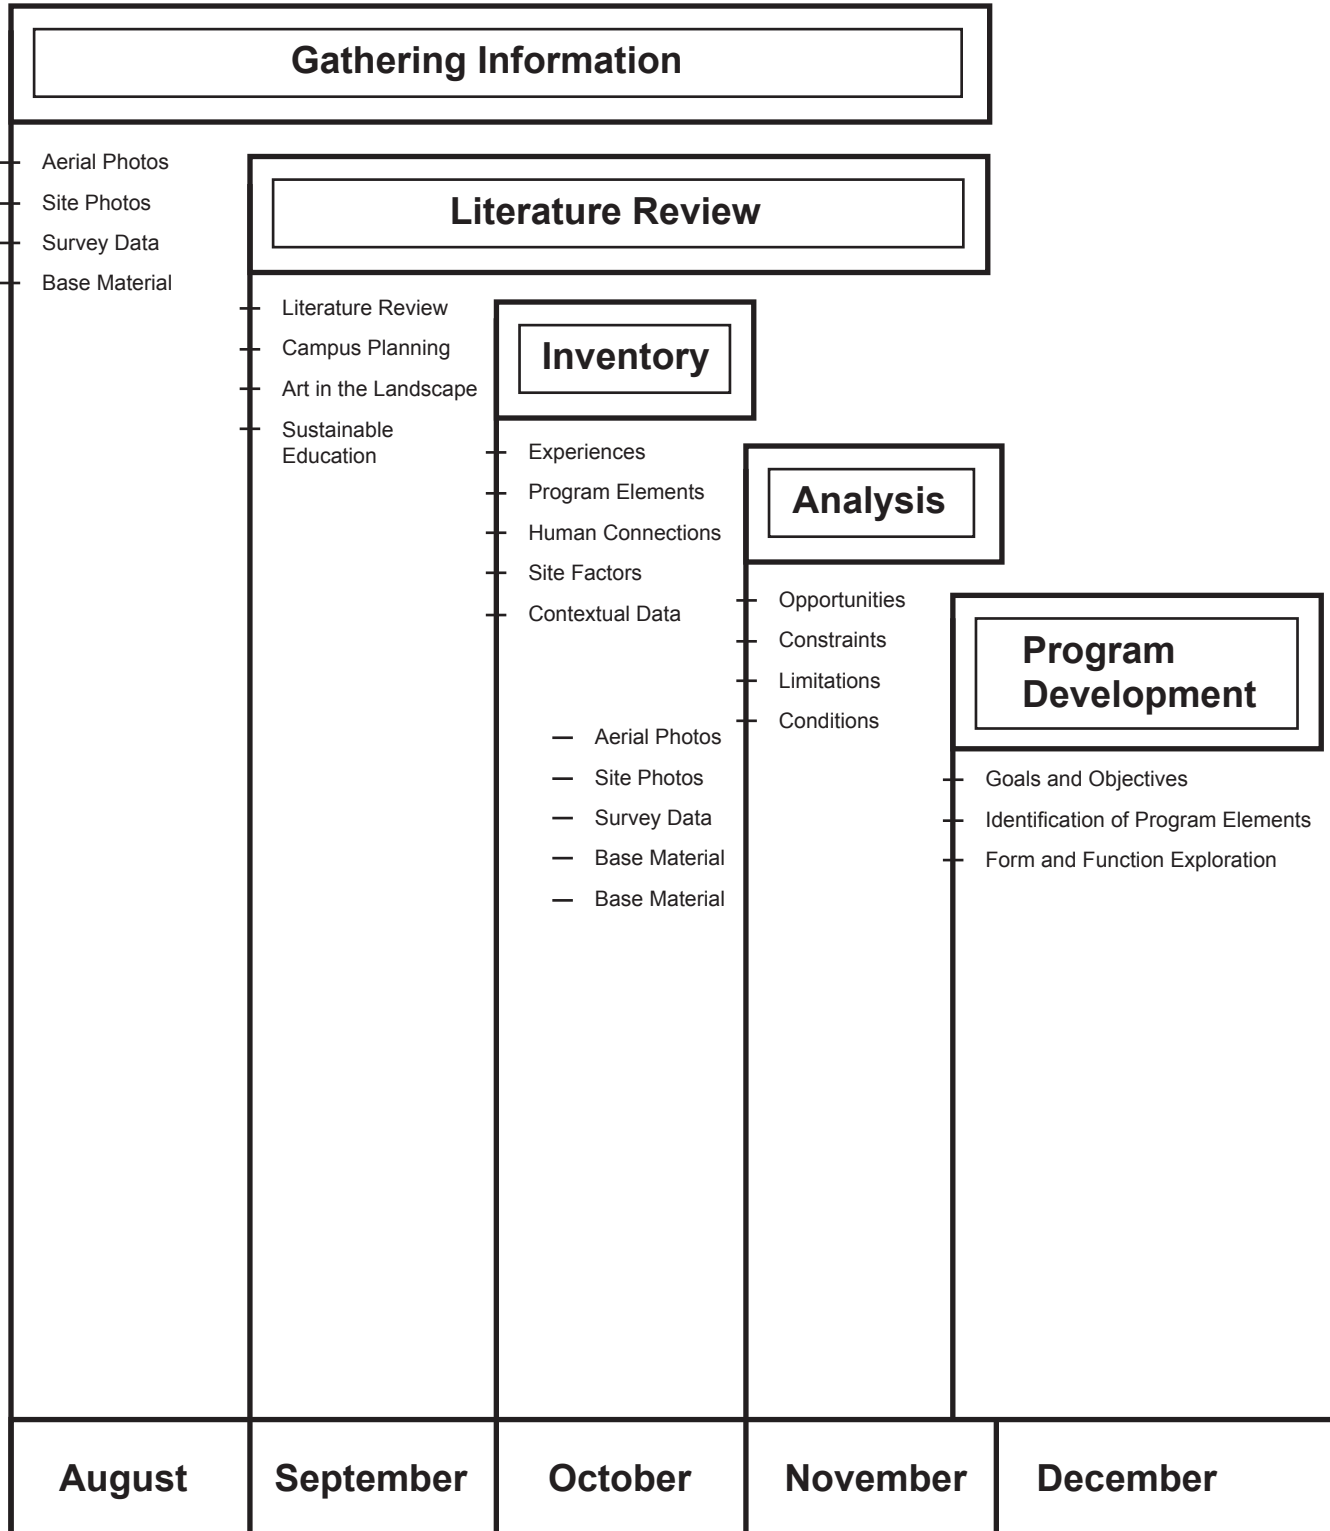 Gathering Information
Aerial Photos
Site Photos
Survey Data
Base Material
Literature Review
Literature Review
Campus Planning
Art in the Landscape
Sustainable
Education
Inventory
Experiences
Program Elements
Human Connections
Site Factors
Contextual Data
Aerial Photos
Site Photos
Survey Data
Base Material
Base Material
Analysis
Opportunities
Constraints
Limitations
Conditions
Program
Development
Goals and Objectives
Identification of Program Elements
Form and Function Exploration
August
September
October
November
December